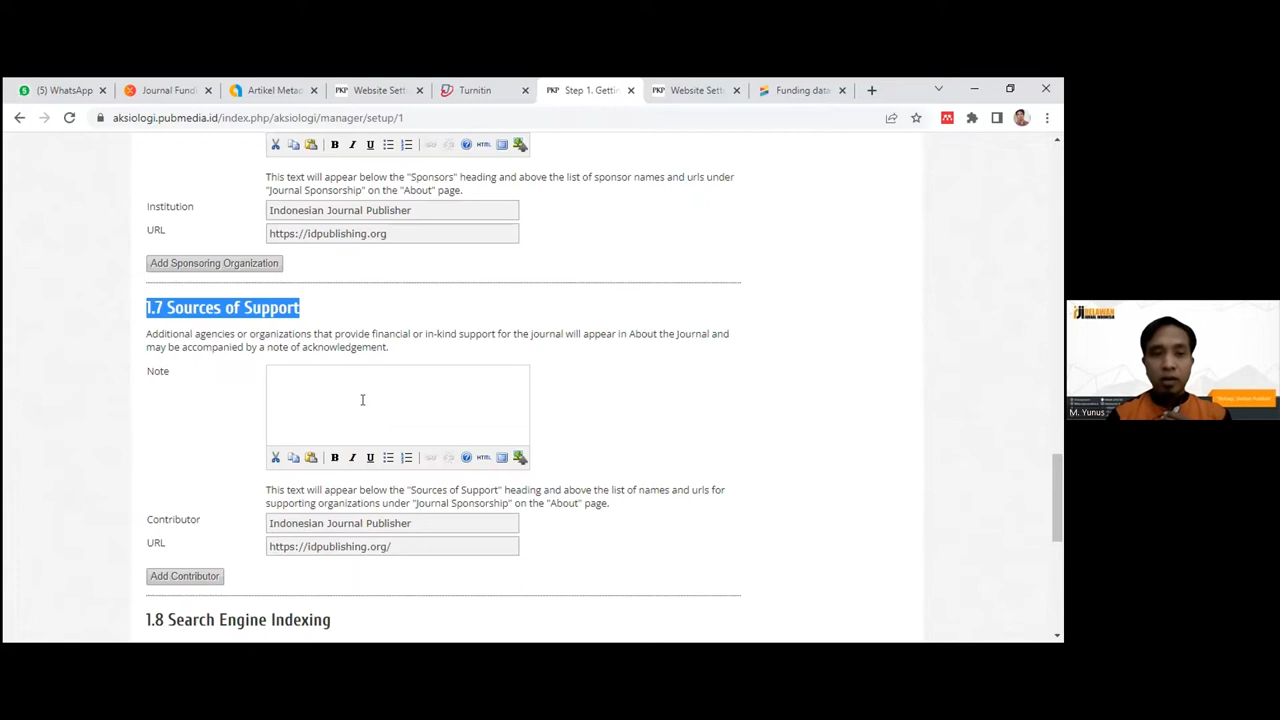 (5) WhatsApp
Journal Fundi
Artikel Metad
PKP Website Sett
Turnitin
PKP Step 1. Gettin
PKP Website Sett
Funding data
aksiologi.pubmedia.id/index.php/aksiologi/manager/setup/1
B I U HTML
This text will appear below the "Sponsors" heading and above the list of sponsor names and urls under
"Journal Sponsorship" on the "About" page.
Institution
Indonesian Journal Publisher
URL
https://idpublishing.org
Add Sponsoring Organization
1.7 Sources of Support
Additional agencies or organizations that provide financial or in-kind support for the journal will appear in About the Journal and
may be accompanied by a note of acknowledgement.
Note
B I U HTML
This text will appear below the "Sources of Support" heading and above the list of names and urls for
supporting organizations under "Journal Sponsorship" on the "About" page.
Contributor
Indonesian Journal Publisher
URL
https://idpublishing.org/
Add Contributor
1.8 Search Engine Indexing
RELAWAN
JURNAL INDONESIA
M. Yunus